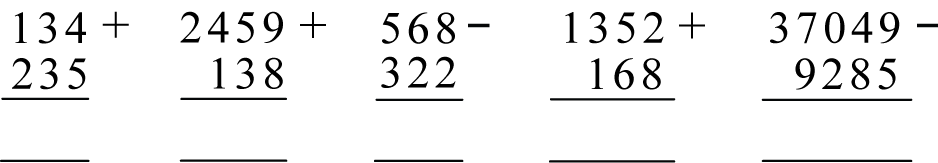 134 + 2459 + 568 − 1352 + 37049 −
235 138 322 168 9285